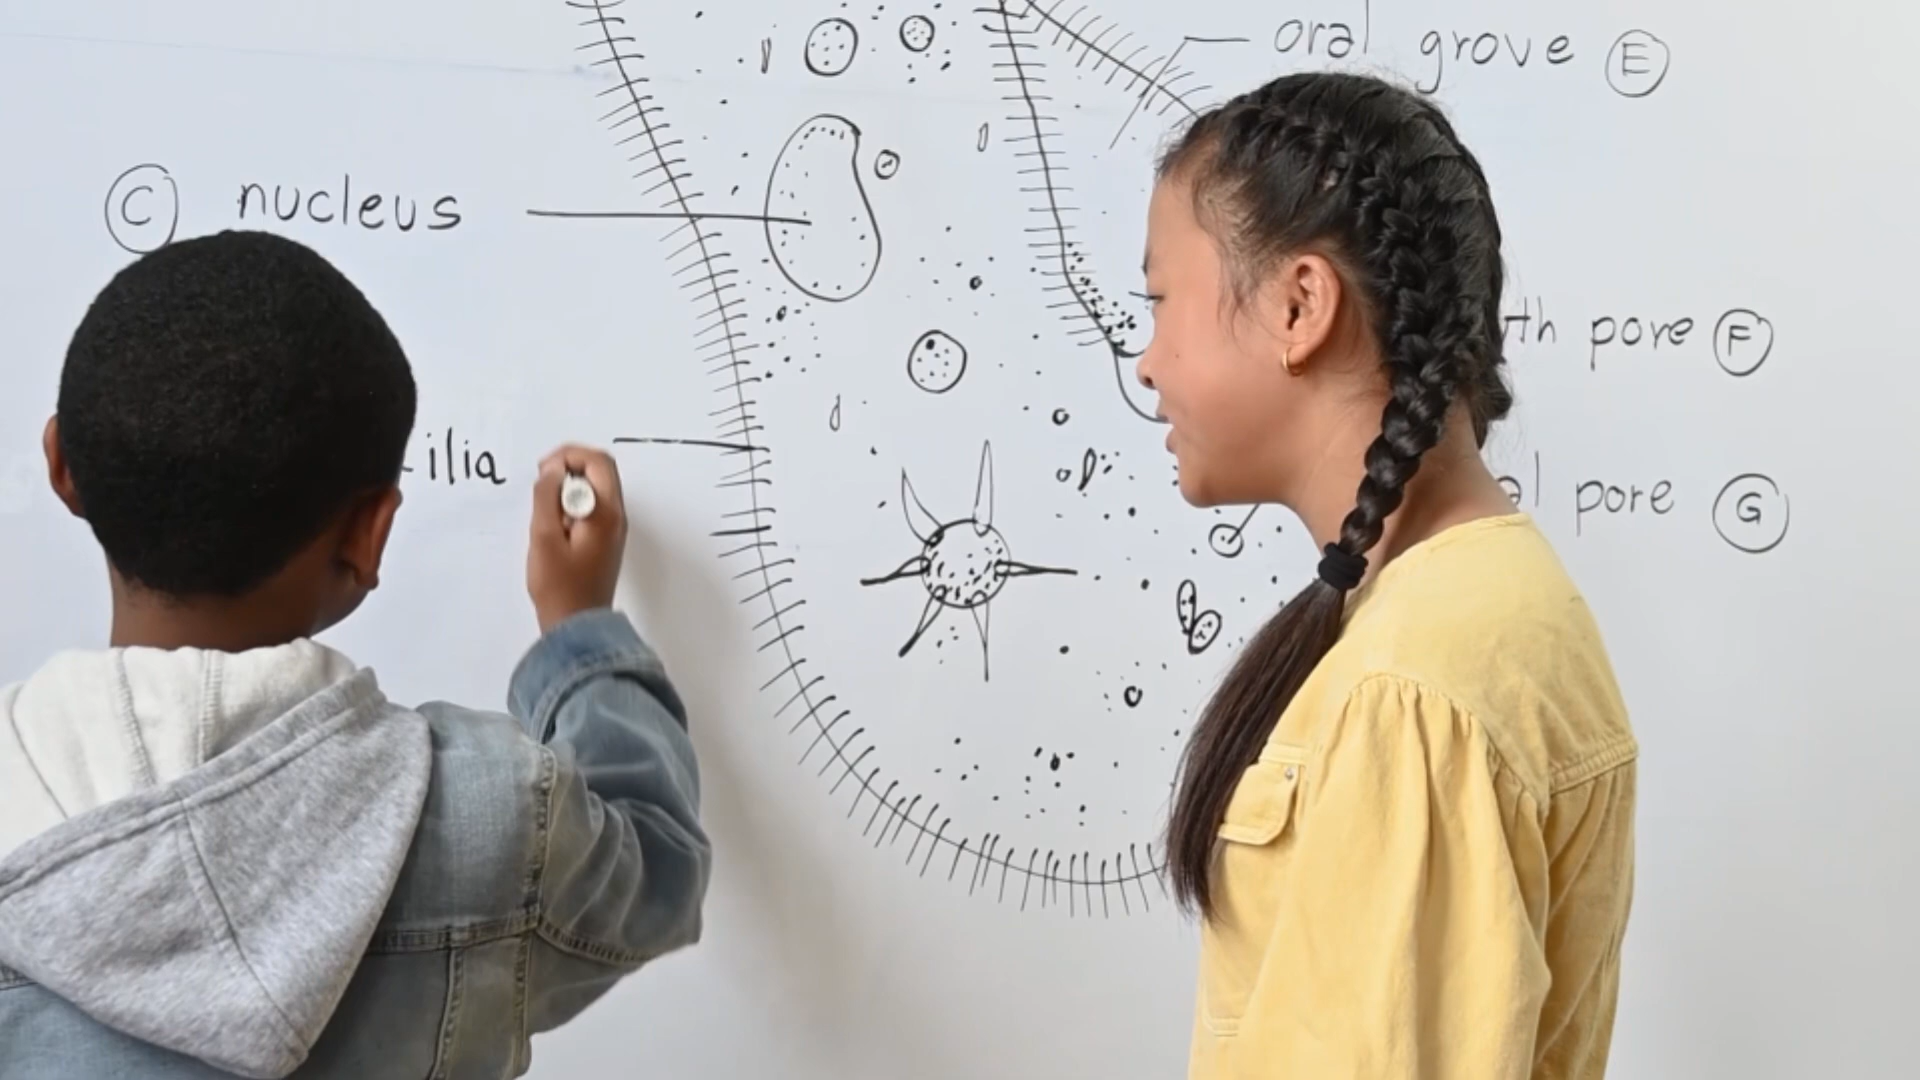 oral grove E
C nucleus
pore F
ilia
pore G